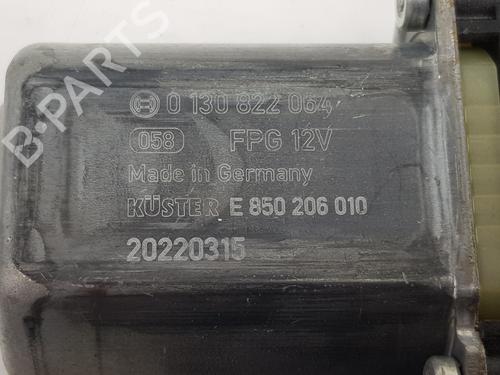 0 130 822 064
058 FPG 12V
Made in Germany
KÜSTER E 850 206 010
20220315
B-Parts